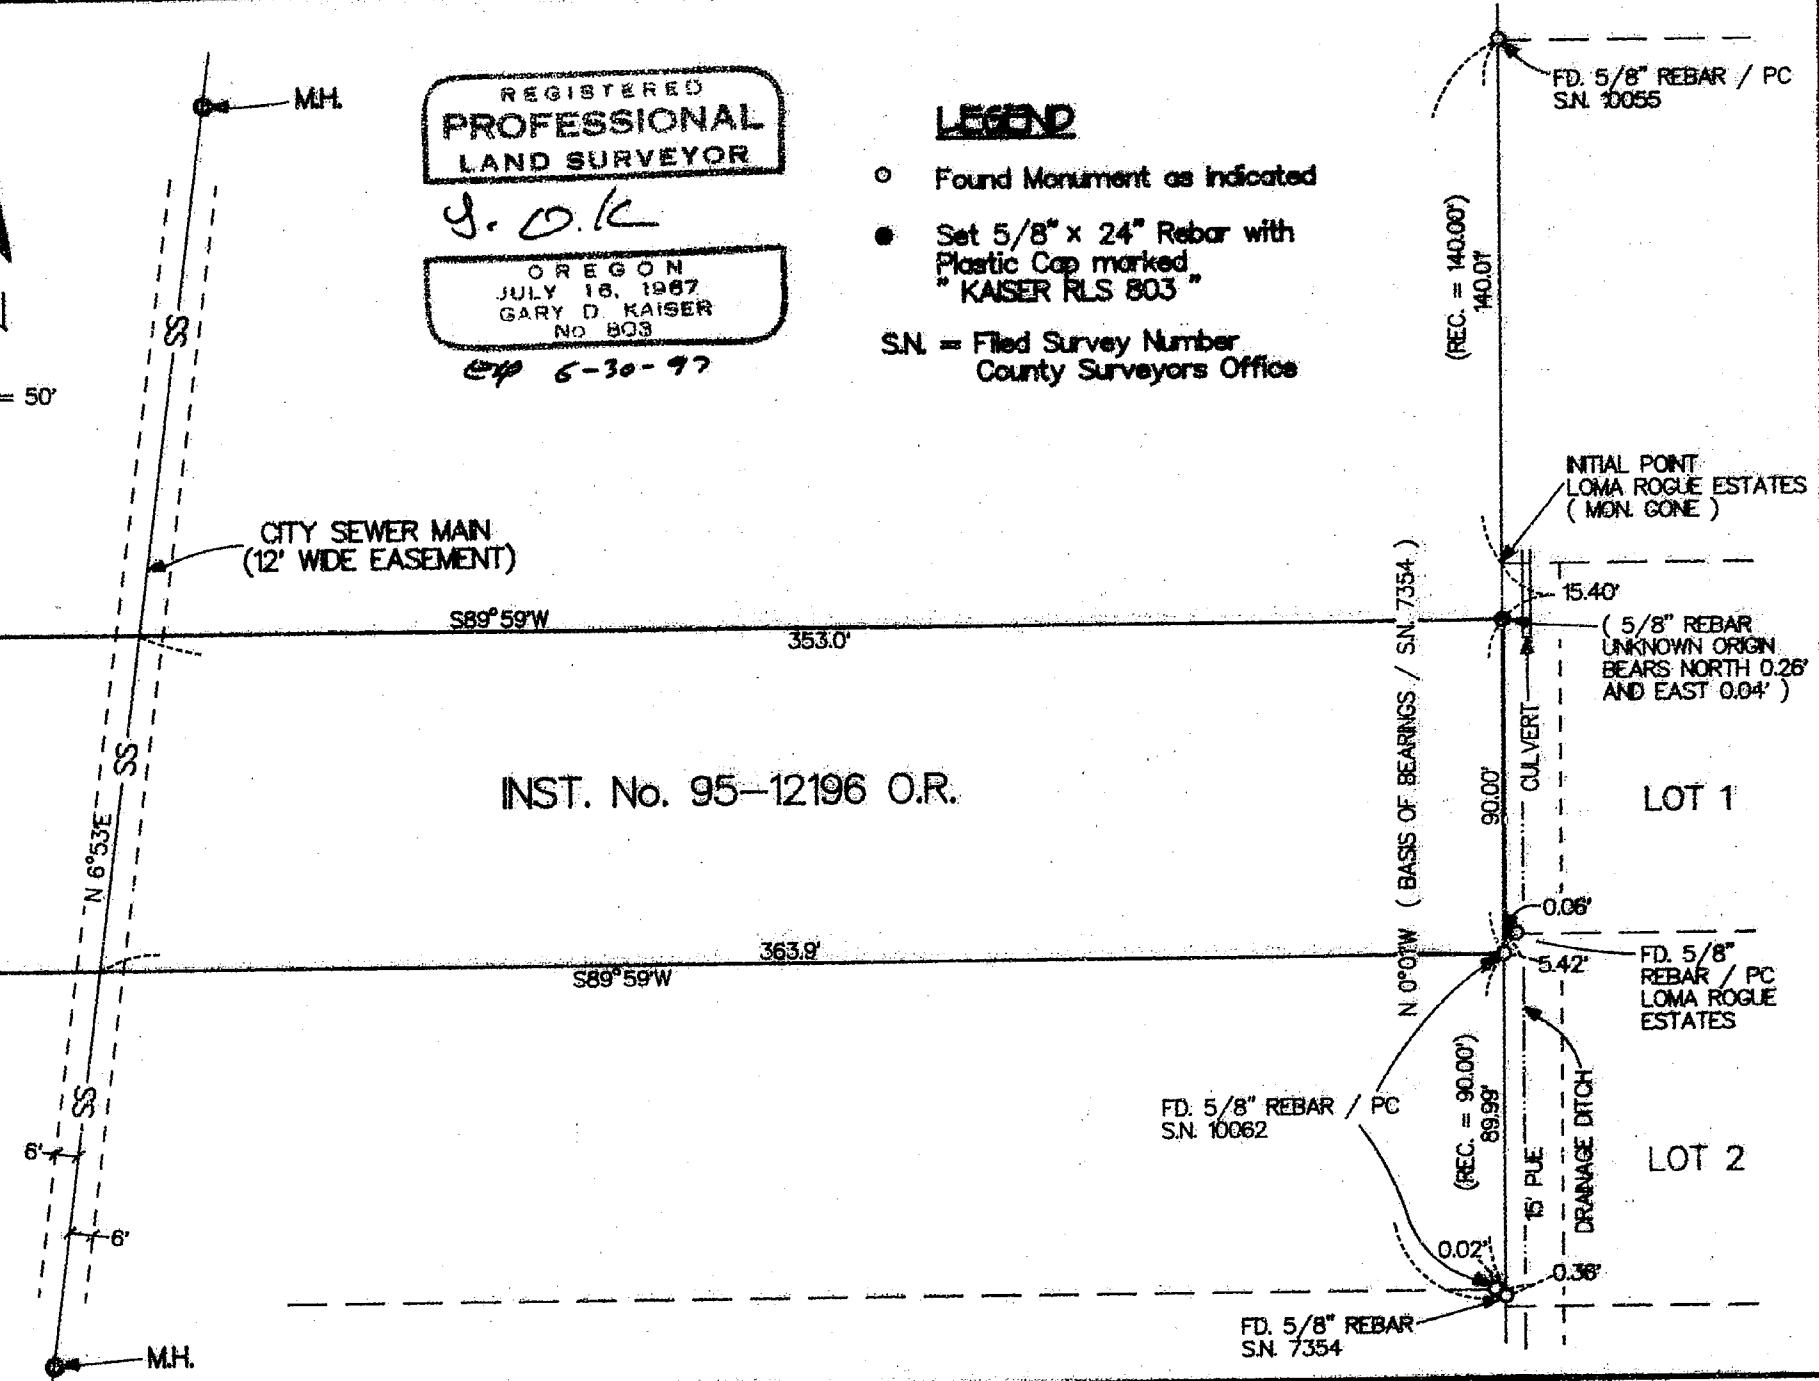 M.H.
REGISTERED
PROFESSIONAL
LAND SURVEYOR
OREGON
JULY 16, 1967
GARY D. KAISER
No 803
exp 6-30-97
= 50'
LEGEND
Found Monument as indicated
Set 5/8" x 24" Rebar with
Plastic Cap marked
" KAISER RLS 803 "
S.N. = Filed Survey Number
County Surveyors Office
FD. 5/8" REBAR / PC
S.N. 10055
(REC. = 140.00')
140.01'
INITIAL POINT
LOMA ROGUE ESTATES
( MON. GONE )
15.40'
( 5/8" REBAR
UNKNOWN ORIGIN
BEARS NORTH 0.26'
AND EAST 0.04' )
SS
CITY SEWER MAIN
(12' WIDE EASEMENT)
S89°59'W
353.0'
N 0°01'W ( BASIS OF BEARINGS / S.N. 7354 )
CULVERT
90.00'
LOT 1
SS
INST. No. 95-12196 O.R.
N 6°53'E
0.06'
363.9'
S89°59'W
5.42'
FD. 5/8"
REBAR / PC
LOMA ROGUE
ESTATES
SS
FD. 5/8" REBAR / PC
S.N. 10062
(REC. = 90.00')
89.99'
15' PUE
DRAINAGE DITCH
LOT 2
6'
6'
0.02'
0.36'
FD. 5/8" REBAR
S.N. 7354
M.H.